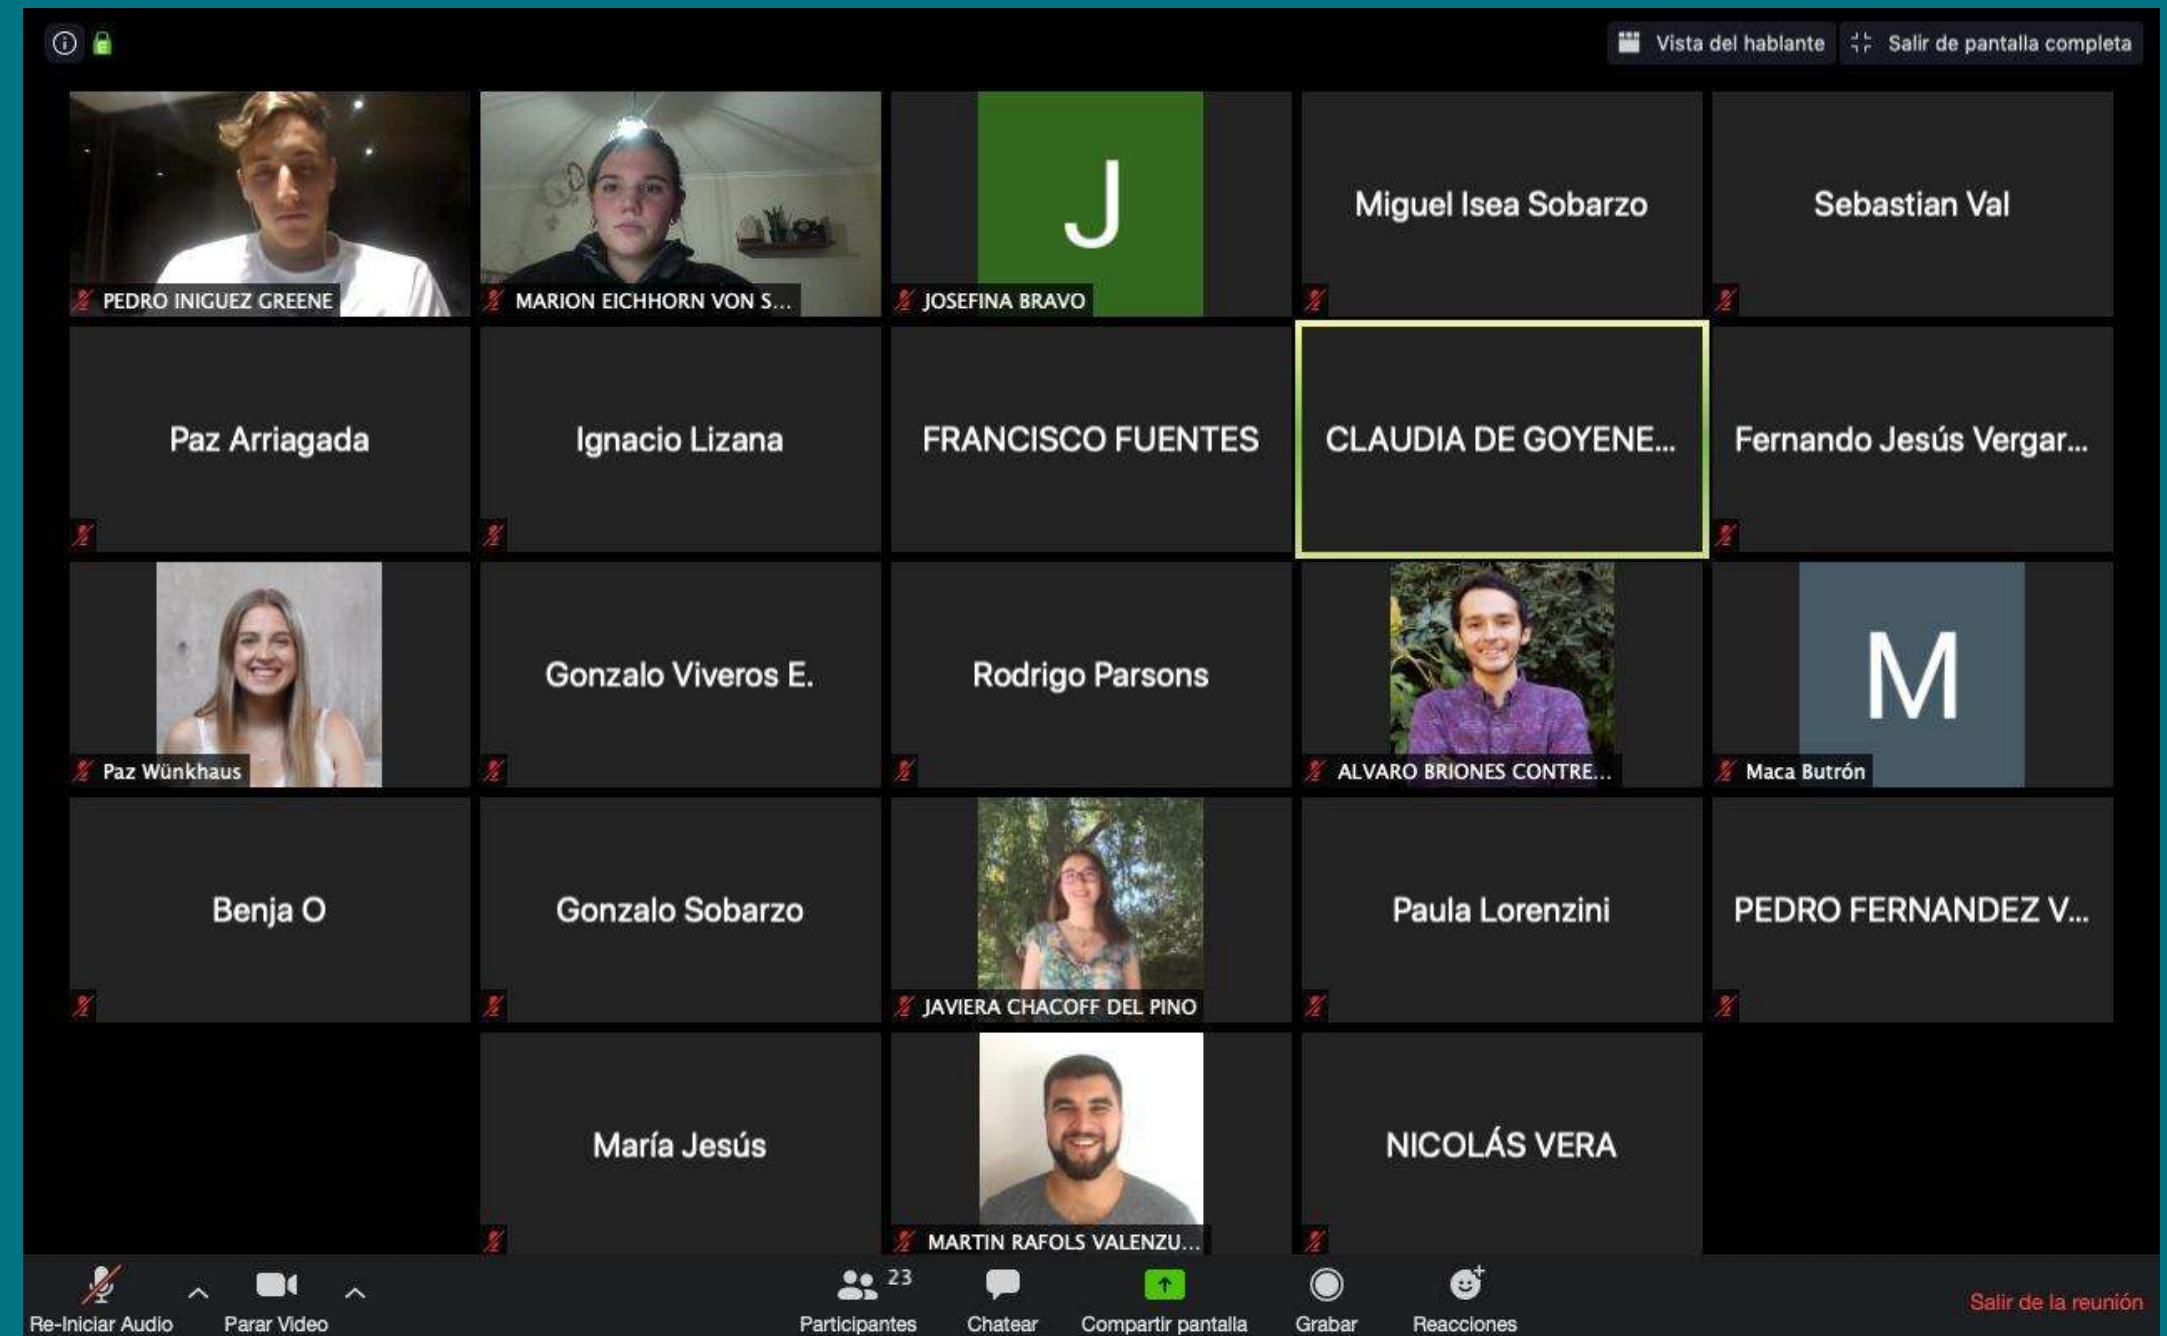 Vista del hablante
Salir de pantalla completa
PEDRO INIGUEZ GREENE
MARION EICHHORN VON S...
J
JOSEFINA BRAVO
Miguel Isea Sobarzo
Sebastian Val
Paz Arriagada
Ignacio Lizana
FRANCISCO FUENTES
CLAUDIA DE GOYENE...
Fernando Jesús Vergar...
Paz Wünkhaus
Gonzalo Viveros E.
Rodrigo Parsons
ALVARO BRIONES CONTRE...
M
Maca Butrón
Benja O
Gonzalo Sobarzo
JAVIERA CHACOFF DEL PINO
Paula Lorenzini
PEDRO FERNANDEZ V...
María Jesús
MARTIN RAFOLS VALENZU...
NICOLÁS VERA
Re-Iniciar Audio
Parar Video
23
Participantes
Chatear
Compartir pantalla
Grabar
Reacciones
Salir de la reunión